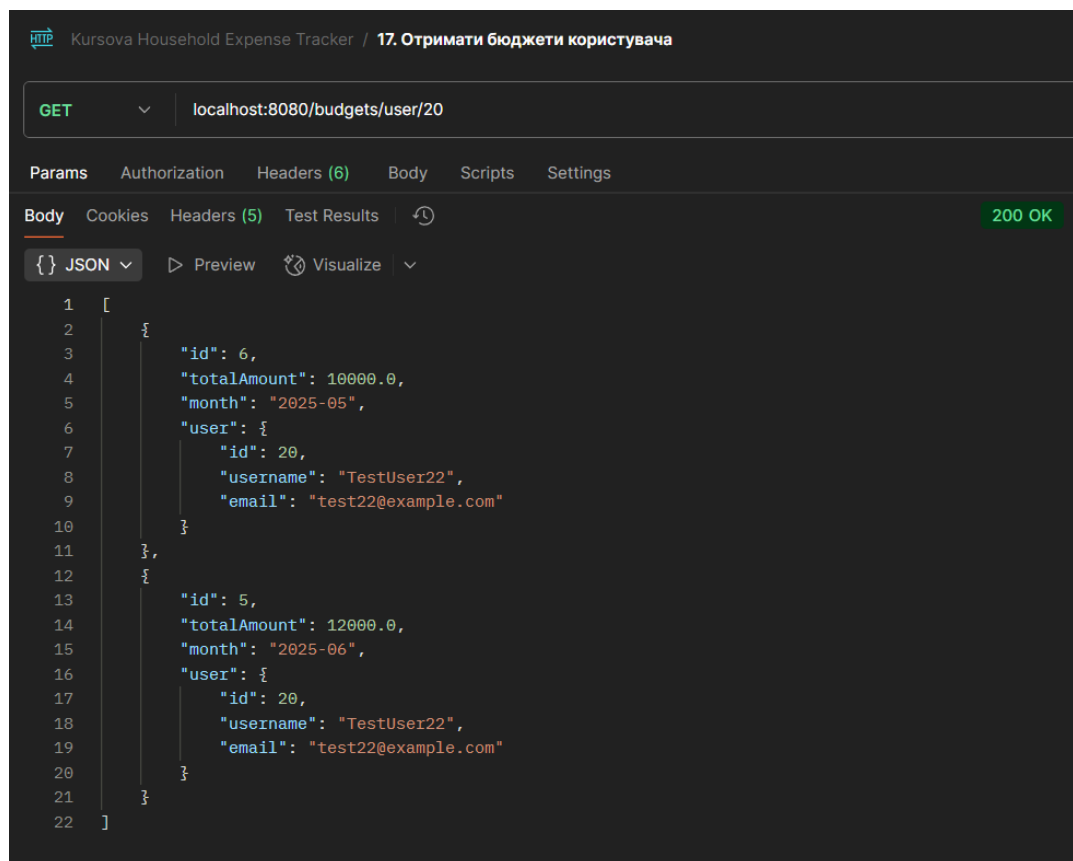 HTTP Kursova Household Expense Tracker / 17. Отримати бюджети користувача
GET localhost:8080/budgets/user/20
Params Authorization Headers (6) Body Scripts Settings
Body Cookies Headers (5) Test Results 200 OK
{} JSON Preview Visualize
1 [
2 {
3 "id": 6,
4 "totalAmount": 10000.0,
5 "month": "2025-05",
6 "user": {
7 "id": 20,
8 "username": "TestUser22",
9 "email": "test22@example.com"
10 }
11 },
12 {
13 "id": 5,
14 "totalAmount": 12000.0,
15 "month": "2025-06",
16 "user": {
17 "id": 20,
18 "username": "TestUser22",
19 "email": "test22@example.com"
20 }
21 }
22 ]